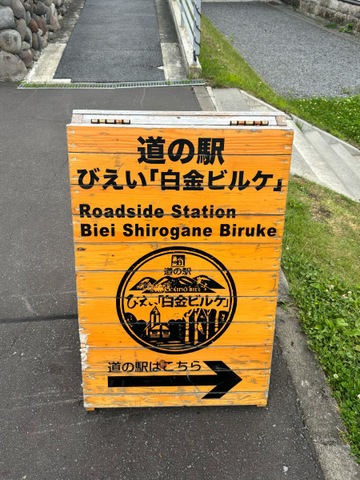 道の駅
びえい「白金ビルケ」
Roadside Station
Biei Shirogane Biruke
道の駅
びえい「白金ビルケ」
道の駅はこちら